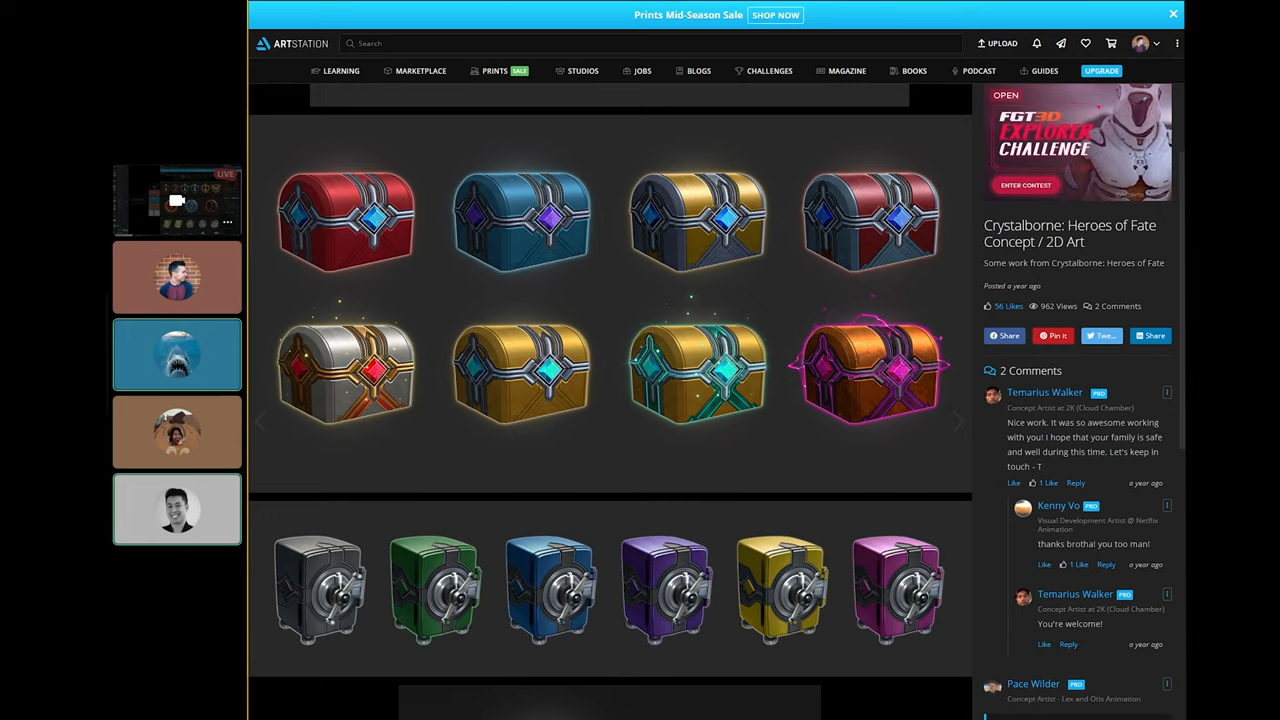 Prints Mid-Season Sale SHOP NOW
ARTSTATION
Search
UPLOAD
LEARNING MARKETPLACE PRINTS SALE STUDIOS JOBS BLOGS CHALLENGES MAGAZINE BOOKS PODCAST GUIDES UPGRADE
LIVE
OPEN
FGT3D
EXPLORER
CHALLENGE
ENTER CONTEST
Crystalborne: Heroes of Fate
Concept / 2D Art
Some work from Crystalborne: Heroes of Fate
Posted a year ago
56 Likes 962 Views 2 Comments
Share Pin it Twe... Share
2 Comments
Temarius Walker PRO
Concept Artist at 2K (Cloud Chamber)
Nice work. It was so awesome working
with you! I hope that your family is safe
and well during this time. Let's keep in
touch - T
Like 1 Like Reply a year ago
Kenny Vo PRO
Visual Development Artist @ Netflix
Animation
thanks brotha! you too man!
Like 1 Like Reply a year ago
Temarius Walker PRO
Concept Artist at 2K (Cloud Chamber)
You're welcome!
Like Reply a year ago
Pace Wilder PRO
Concept Artist - Lex and Otis Animation